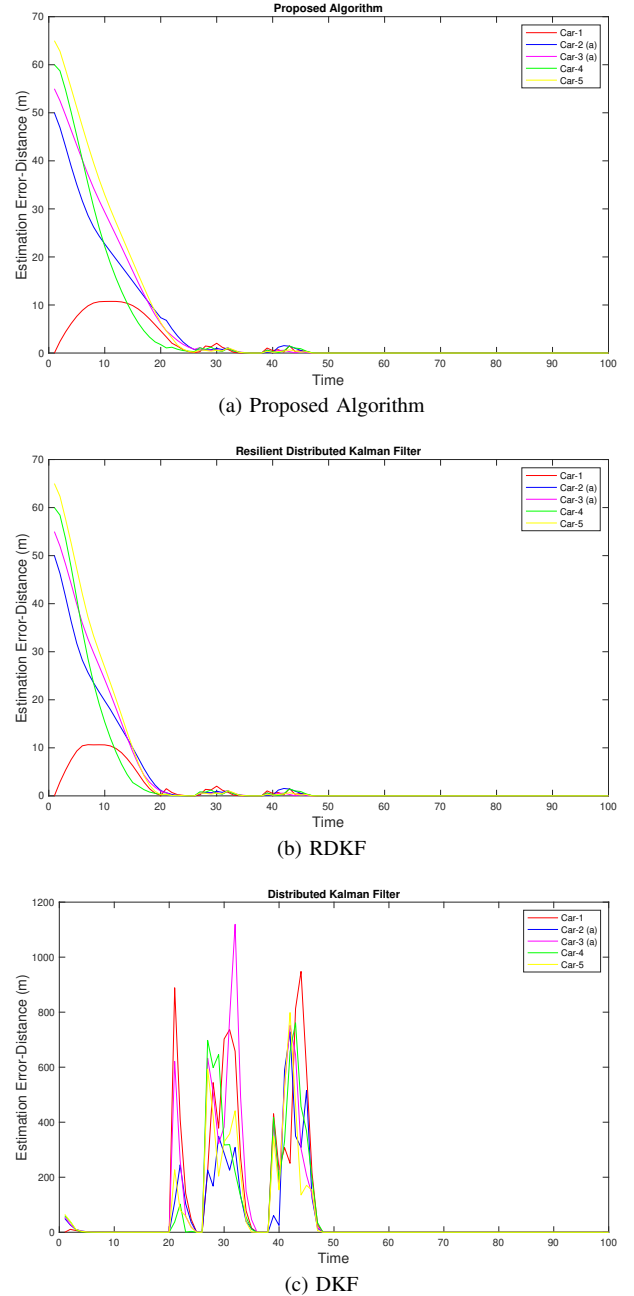 Proposed Algorithm
70
60
50
40
30
20
10
0
Estimation Error-Distance (m)
Car-1
Car-2 (a)
Car-3 (a)
Car-4
Car-5
0 10 20 30 40 50 60 70 80 90 100
Time
(a) Proposed Algorithm
Resilient Distributed Kalman Filter
70
60
50
40
30
20
10
0
Estimation Error-Distance (m)
Car-1
Car-2 (a)
Car-3 (a)
Car-4
Car-5
0 10 20 30 40 50 60 70 80 90 100
Time
(b) RDKF
Distributed Kalman Filter
1200
1000
800
600
400
200
0
Estimation Error-Distance (m)
Car-1
Car-2 (a)
Car-3 (a)
Car-4
Car-5
0 10 20 30 40 50 60 70 80 90 100
Time
(c) DKF